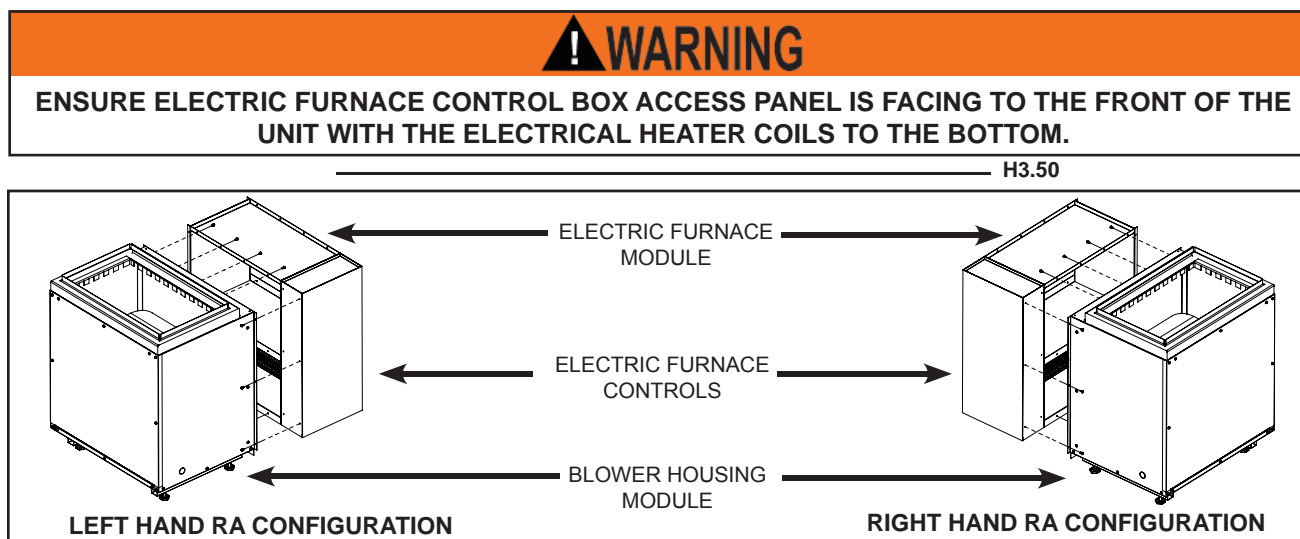 WARNING
ENSURE ELECTRIC FURNACE CONTROL BOX ACCESS PANEL IS FACING TO THE FRONT OF THE
UNIT WITH THE ELECTRICAL HEATER COILS TO THE BOTTOM.
H3.50
ELECTRIC FURNACE
MODULE
ELECTRIC FURNACE
CONTROLS
BLOWER HOUSING
MODULE
LEFT HAND RA CONFIGURATION
RIGHT HAND RA CONFIGURATION